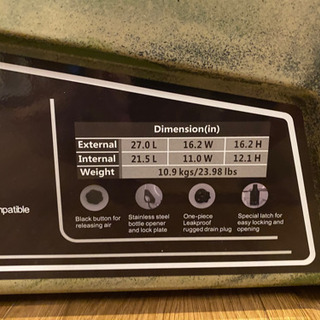 Dimension(in)
External 27.0 L 16.2 W 16.2 H
Internal 21.5 L 11.0 W 12.1 H
Weight 10.9 kgs/23.98 lbs
mpatible
Black button for
releasing air
Stainless steel
bottle opener
and lock plate
One-piece
Leakproof
rugged drain plug
Special latch for
easy locking and
opening